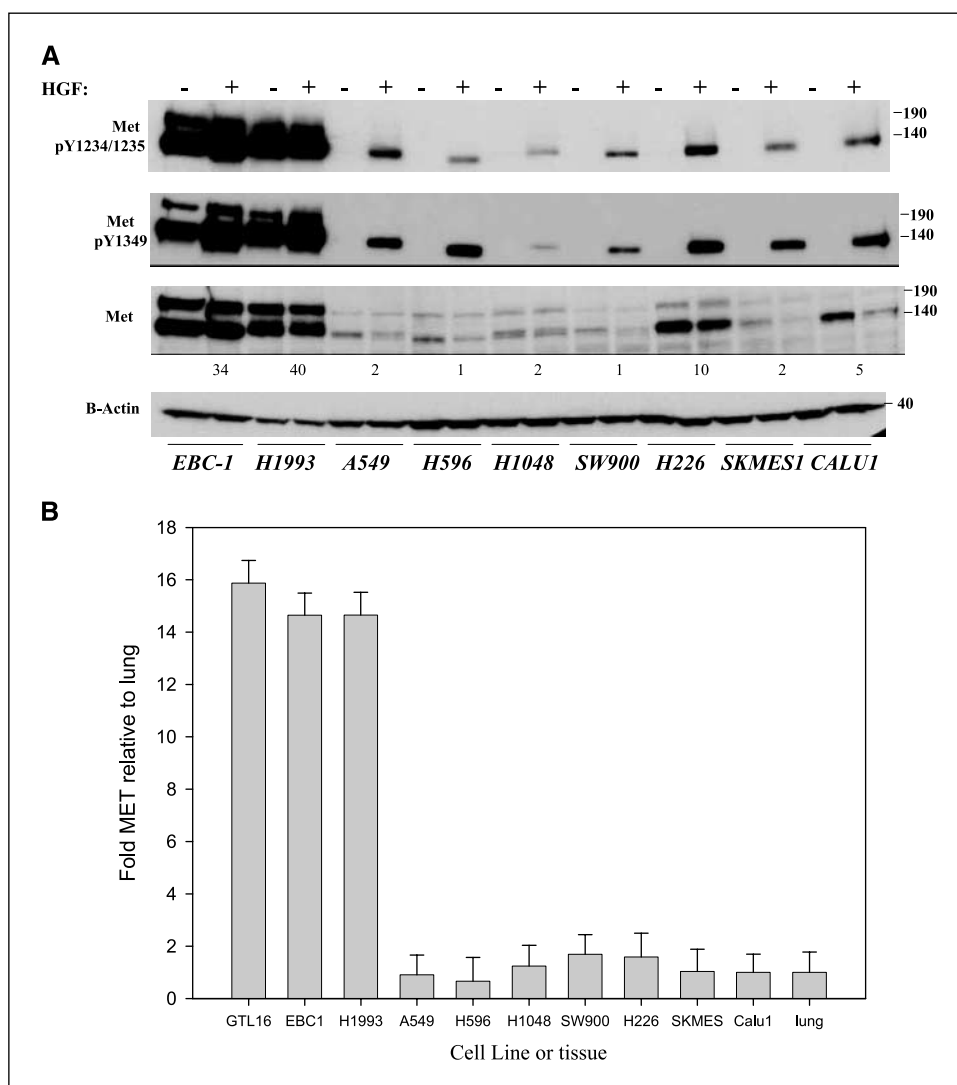 A
HGF: - + - + - + - + - + - + - + - + - +
Met
pY1234/1235
190
140
Met
pY1349
190
140
Met
190
140
34 40 2 1 2 1 10 2 5
B-Actin
40
EBC-1 H1993 A549 H596 H1048 SW900 H226 SKMES1 CALU1
B
Fold MET relative to lung
18
16
14
12
10
8
6
4
2
0
GTL16 EBC1 H1993 A549 H596 H1048 SW900 H226 SKMES Calu1 lung
Cell Line or tissue